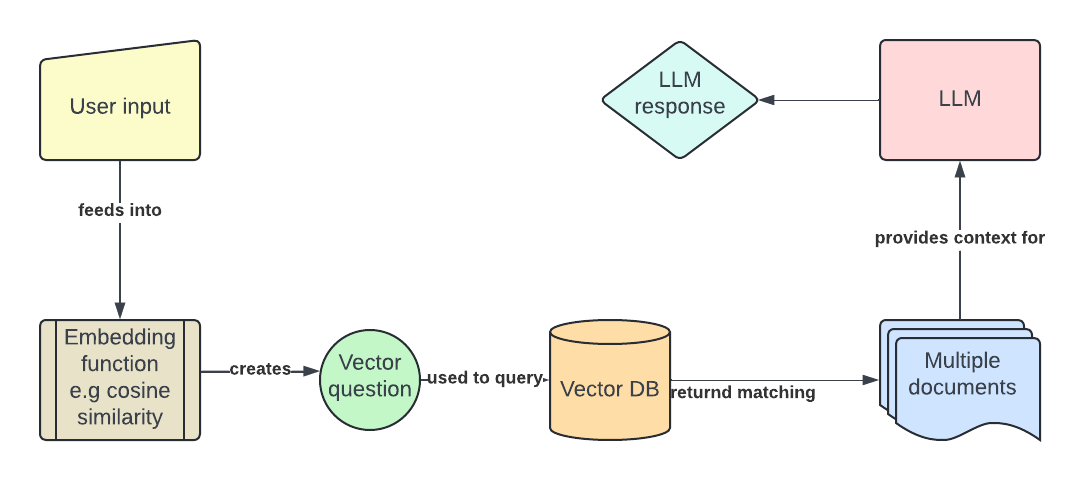 User input
feeds into
Embedding
function
e.g cosine
similarity
creates
Vector
question
used to query
Vector DB
returnd matching
Multiple
documents
provides context for
LLM
LLM
response